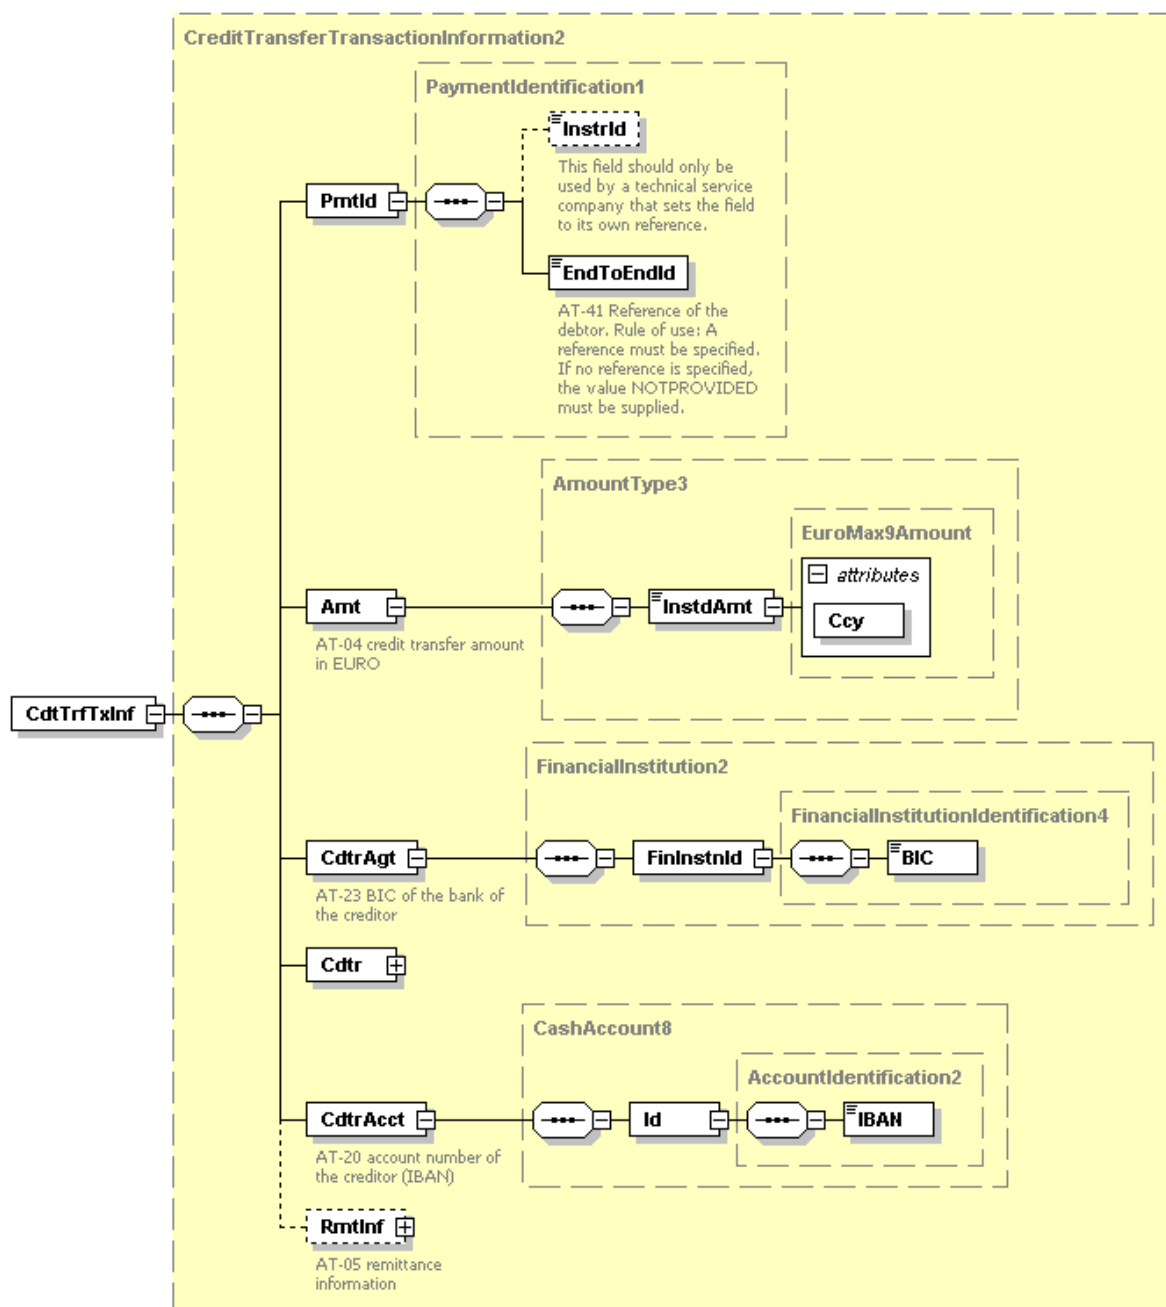 CreditTransferTransactionInformation2
PaymentIdentification1
InstrId
This field should only be
used by a technical service
company that sets the field
to its own reference.
PmtId
EndToEndId
AT-41 Reference of the
debtor. Rule of use: A
reference must be specified.
If no reference is specified,
the value NOTPROVIDED
must be supplied.
AmountType3
EuroMax9Amount
attributes
Amt
InstdAmt
Ccy
AT-04 credit transfer amount
in EURO
CdtTrfTxInf
FinancialInstitution2
FinancialInstitutionIdentification4
CdtrAgt
FinInstnId
BIC
AT-23 BIC of the bank of
the creditor
Cdtr
CashAccount8
AccountIdentification2
CdtrAcct
Id
IBAN
AT-20 account number of
the creditor (IBAN)
RmtInf
AT-05 remittance
information